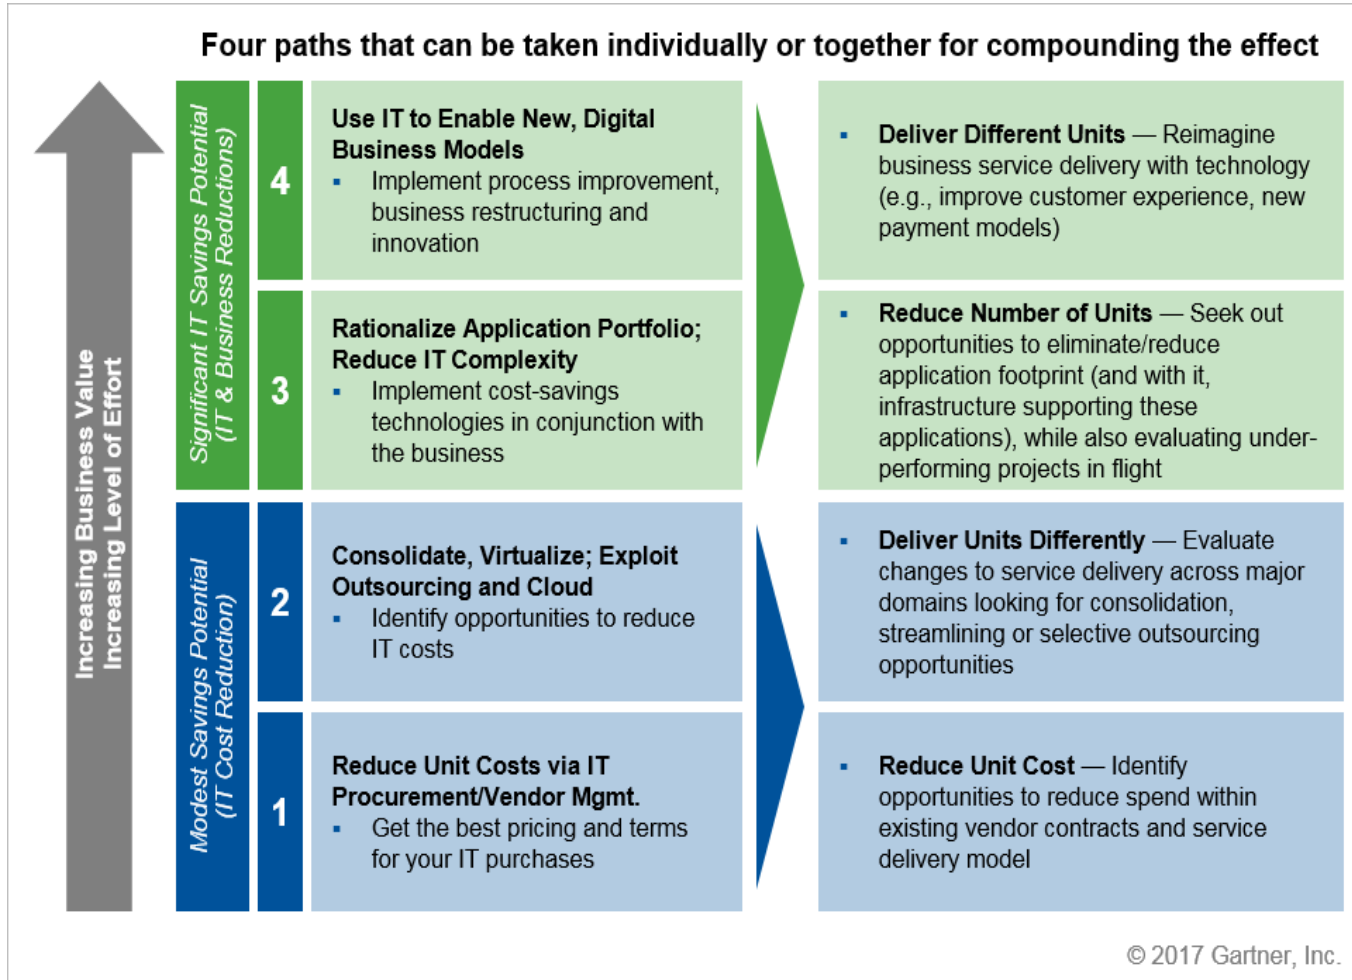 Four paths that can be taken individually or together for compounding the effect
Increasing Business Value
Increasing Level of Effort
Significant IT Savings Potential
(IT & Business Reductions)
4
Use IT to Enable New, Digital
Business Models
▪ Implement process improvement,
business restructuring and
innovation
▪ Deliver Different Units — Reimagine
business service delivery with technology
(e.g., improve customer experience, new
payment models)
3
Rationalize Application Portfolio;
Reduce IT Complexity
▪ Implement cost-savings
technologies in conjunction with
the business
▪ Reduce Number of Units — Seek out
opportunities to eliminate/reduce
application footprint (and with it,
infrastructure supporting these
applications), while also evaluating under-
performing projects in flight
Modest Savings Potential
(IT Cost Reduction)
2
Consolidate, Virtualize; Exploit
Outsourcing and Cloud
▪ Identify opportunities to reduce
IT costs
▪ Deliver Units Differently — Evaluate
changes to service delivery across major
domains looking for consolidation,
streamlining or selective outsourcing
opportunities
1
Reduce Unit Costs via IT
Procurement/Vendor Mgmt.
▪ Get the best pricing and terms
for your IT purchases
▪ Reduce Unit Cost — Identify
opportunities to reduce spend within
existing vendor contracts and service
delivery model
© 2017 Gartner, Inc.